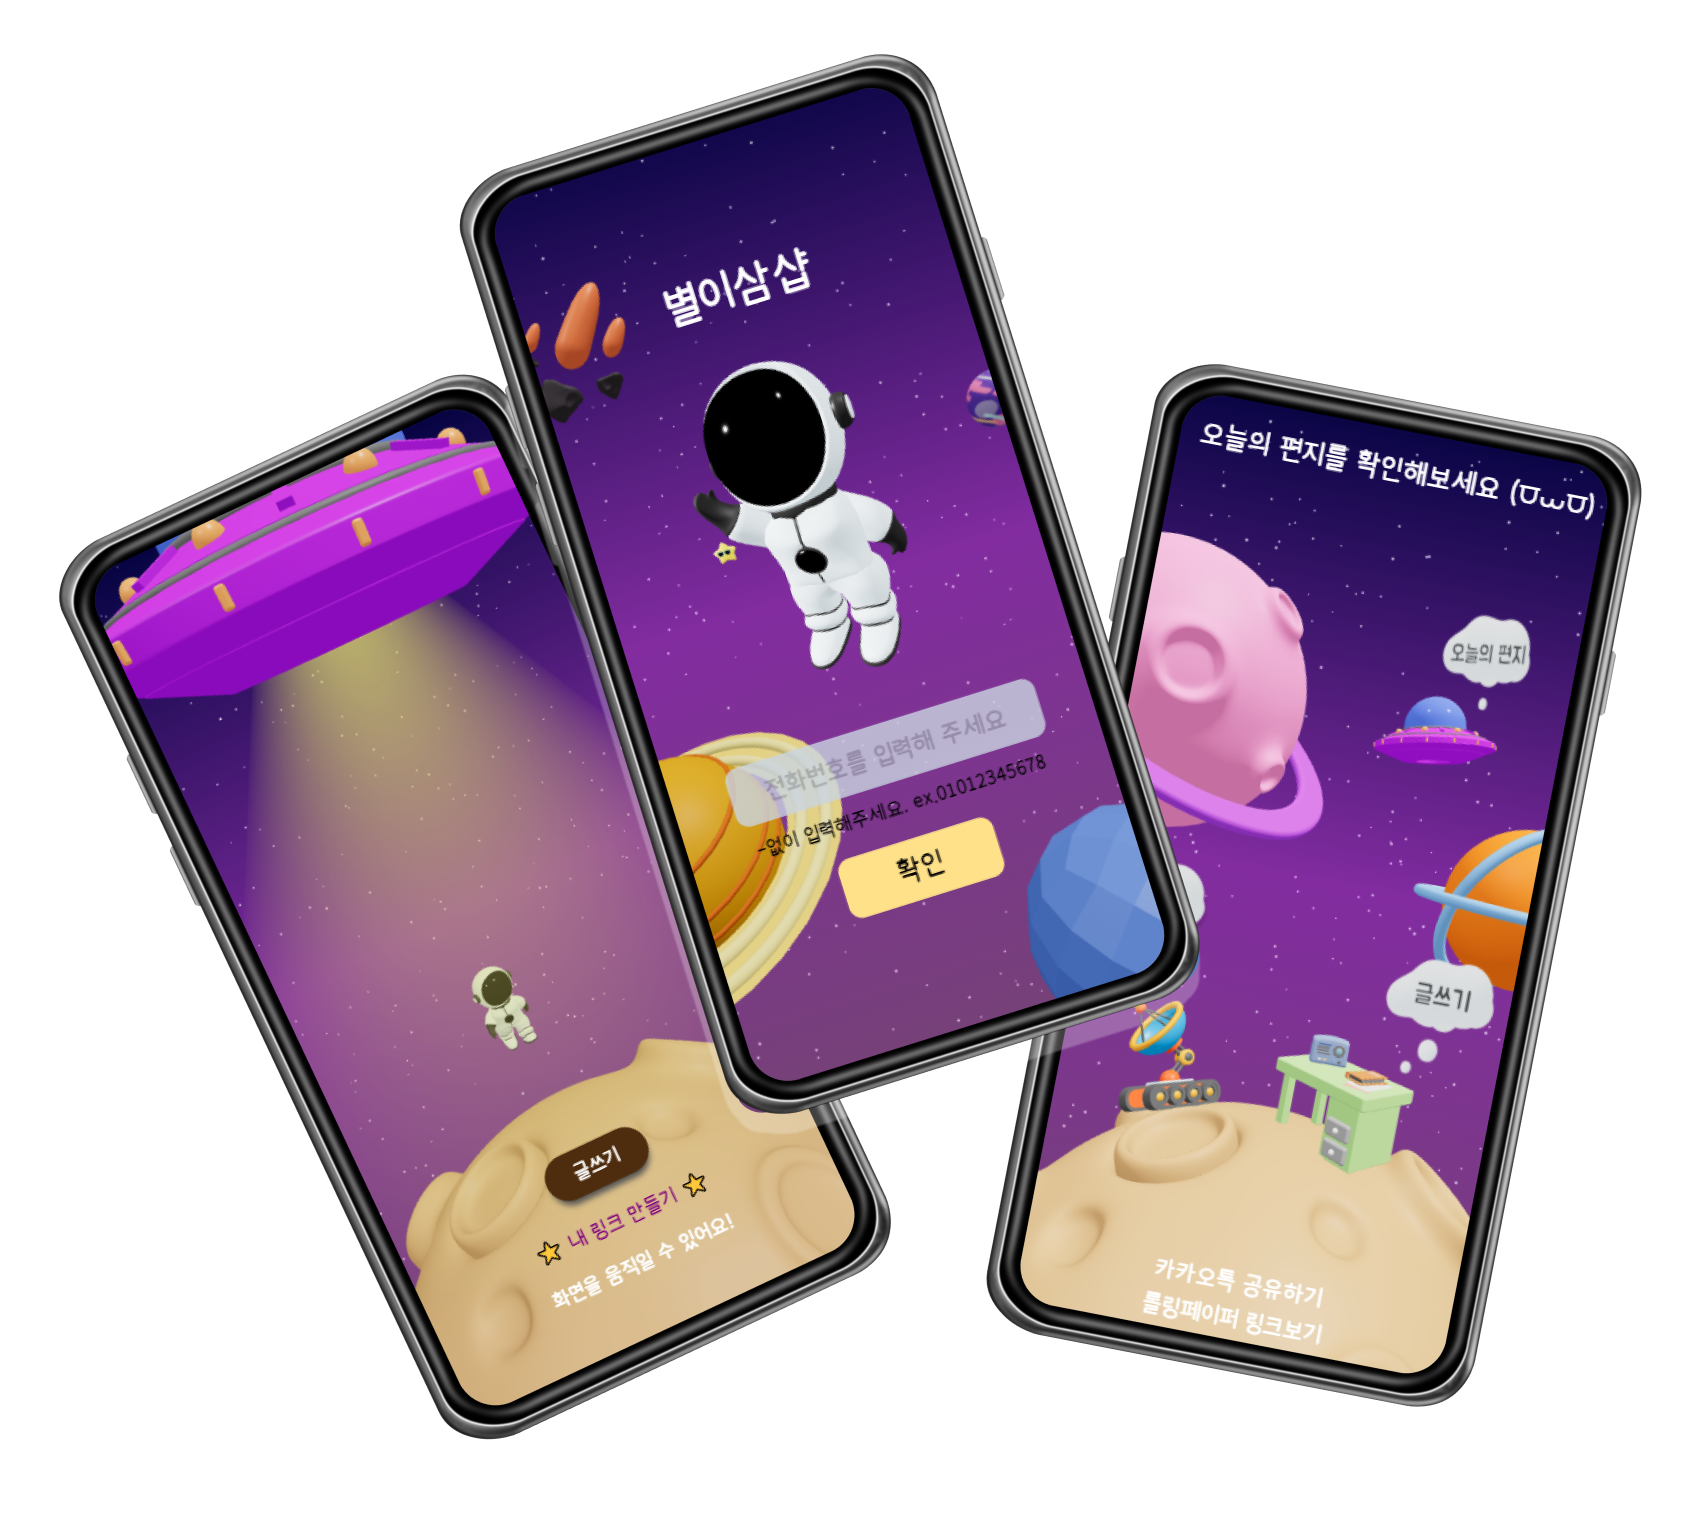 별이삼샵
전화번호를 입력해 주세요
-없이 입력해주세요. ex.01012345678
확인
글쓰기
내 링크 만들기
화면을 움직일 수 있어요!
오늘의 편지를 확인해보세요 (ʊωʊ)
오늘의 편지
글쓰기
카카오톡 공유하기
롤링페이퍼 링크보기